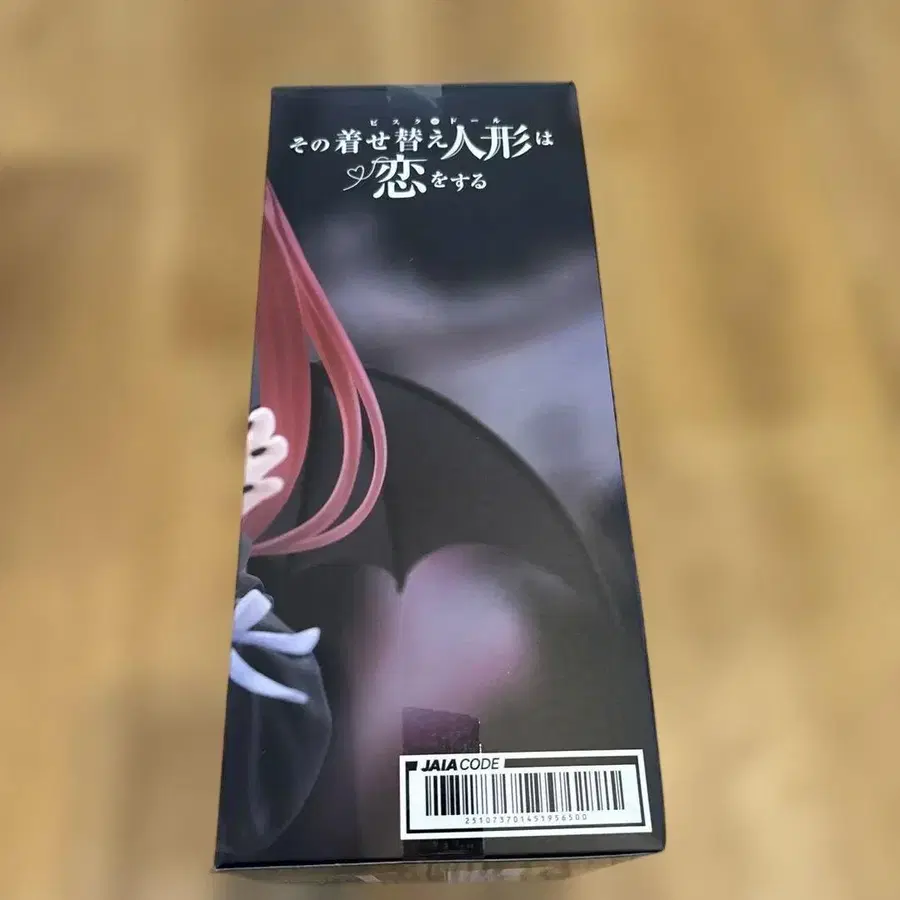 ビスク・ドール
その着せ替え人形は
恋をする
JAIA CODE
251073701451956500